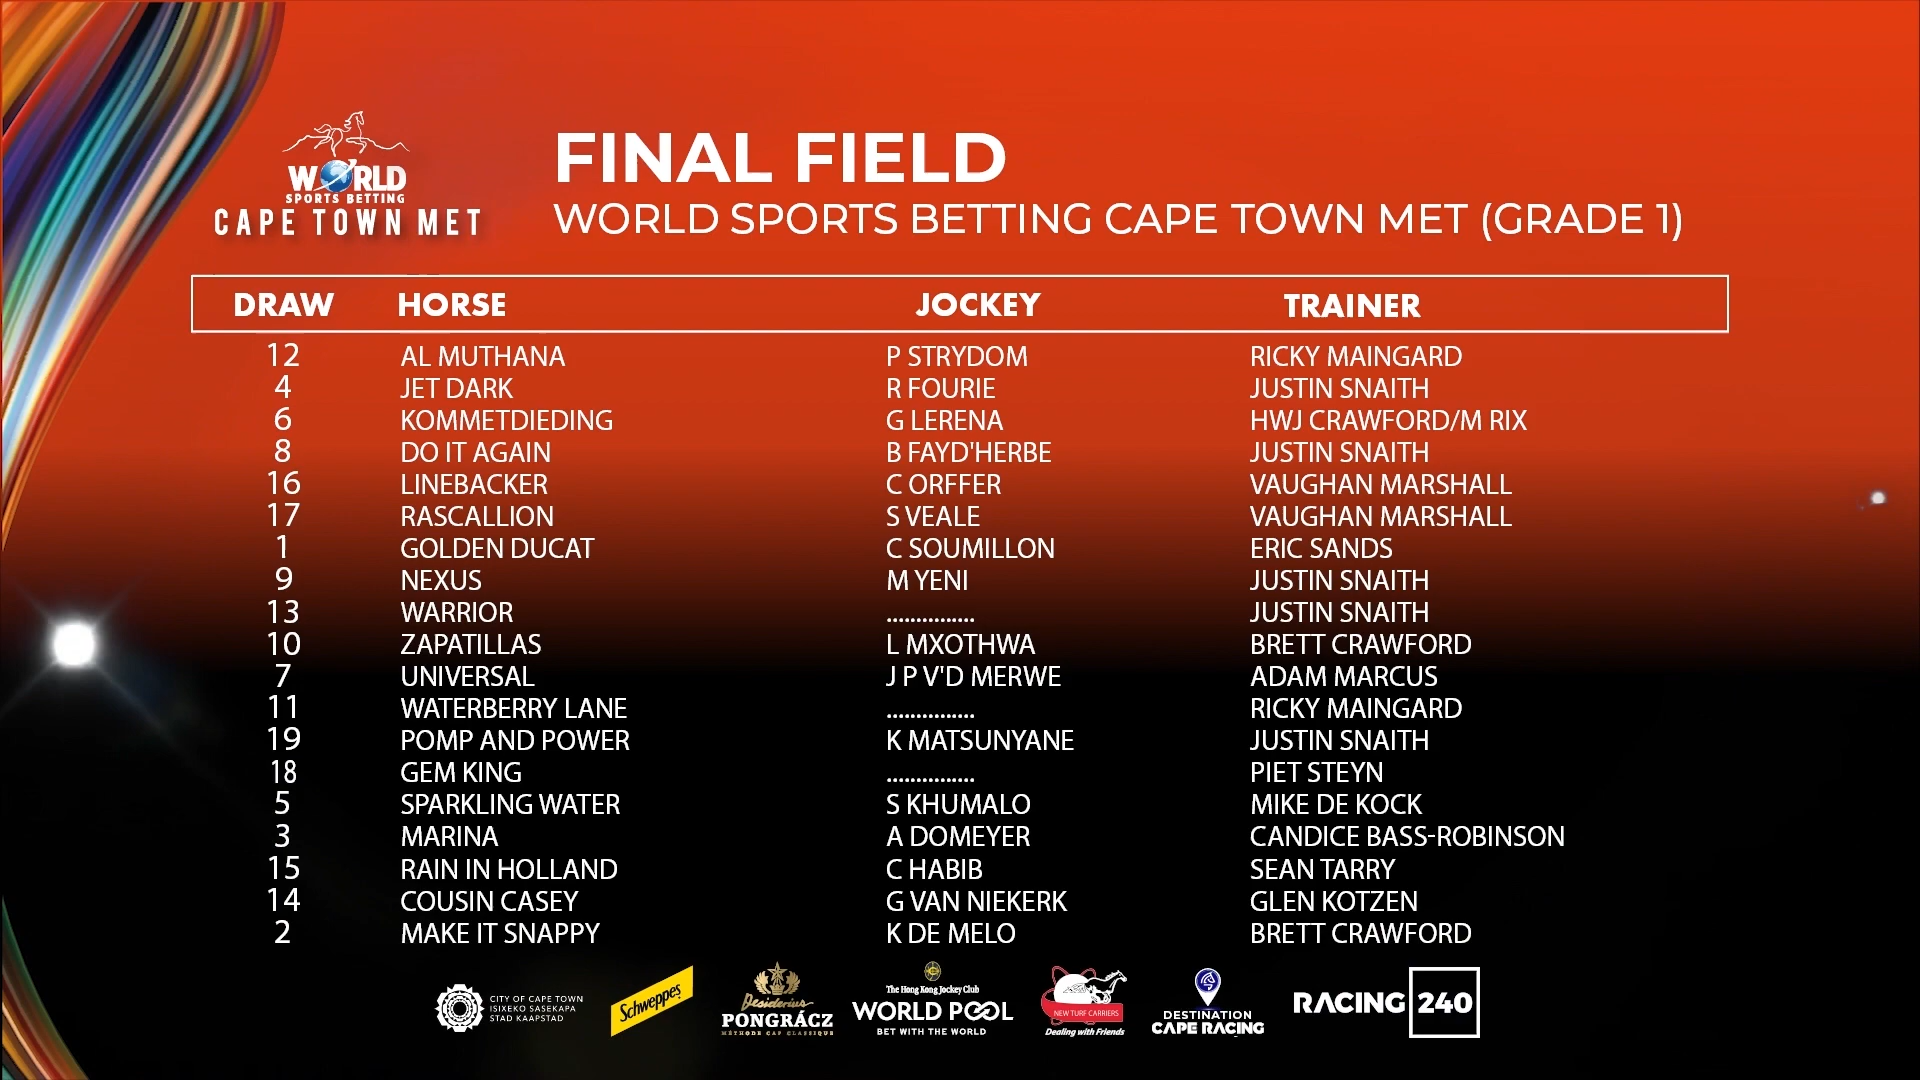 WORLD
SPORTS BETTING
CAPE TOWN MET
FINAL FIELD
WORLD SPORTS BETTING CAPE TOWN MET (GRADE 1)
DRAW HORSE JOCKEY TRAINER
12 AL MUTHANA P STRYDOM RICKY MAINGARD
4 JET DARK R FOURIE JUSTIN SNAITH
6 KOMMETDIEDING G LERENA HWJ CRAWFORD/M RIX
8 DO IT AGAIN B FAYD'HERBE JUSTIN SNAITH
16 LINEBACKER C ORFFER VAUGHAN MARSHALL
17 RASCALLION S VEALE VAUGHAN MARSHALL
1 GOLDEN DUCAT C SOUMILLON ERIC SANDS
9 NEXUS M YENI JUSTIN SNAITH
13 WARRIOR ............... JUSTIN SNAITH
10 ZAPATILLAS L MXOTHWA BRETT CRAWFORD
7 UNIVERSAL J P V'D MERWE ADAM MARCUS
11 WATERBERRY LANE ............... RICKY MAINGARD
19 POMP AND POWER K MATSUNYANE JUSTIN SNAITH
18 GEM KING ............... PIET STEYN
5 SPARKLING WATER S KHUMALO MIKE DE KOCK
3 MARINA A DOMEYER CANDICE BASS-ROBINSON
15 RAIN IN HOLLAND C HABIB SEAN TARRY
14 COUSIN CASEY G VAN NIEKERK GLEN KOTZEN
2 MAKE IT SNAPPY K DE MELO BRETT CRAWFORD
CITY OF CAPE TOWN
ISIXEKO SASEKAPA
STAD KAAPSTAD
Schweppes
Desiderius
PONGRÁCZ
MÉTHODE CAP CLASSIQUE
The Hong Kong Jockey Club
WORLD POOL
BET WITH THE WORLD
NEW TURF CARRIERS
Dealing with Friends
DESTINATION
CAPE RACING
RACING 240